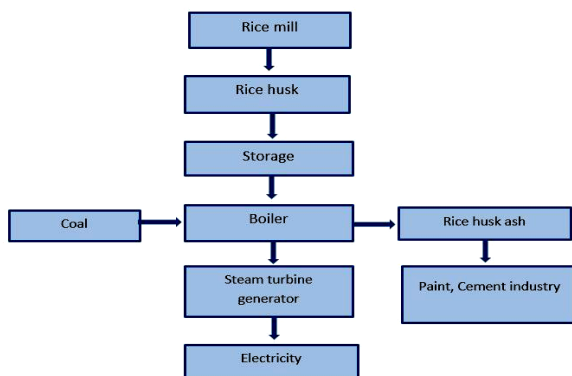 Rice mill
Rice husk
Storage
Coal
Boiler
Rice husk ash
Steam turbine
generator
Paint, Cement industry
Electricity